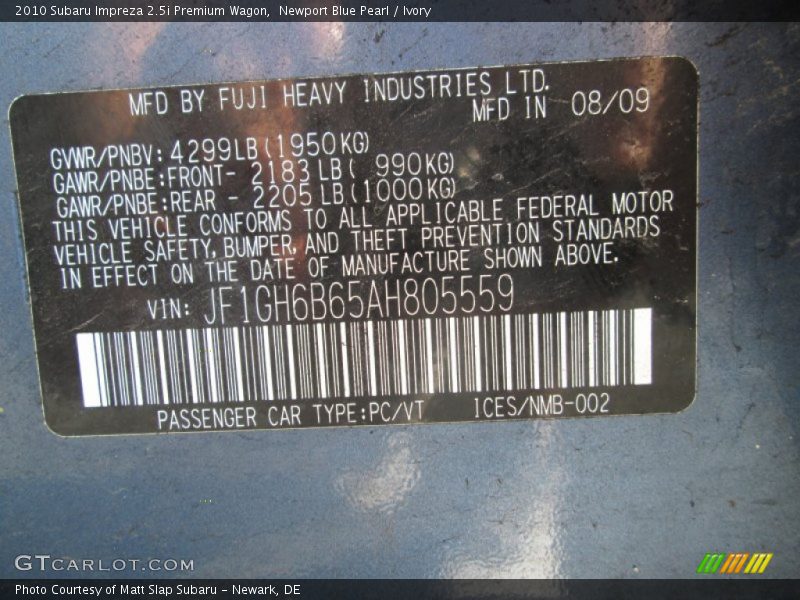 2010 Subaru Impreza 2.5i Premium Wagon,  Newport Blue Pearl / Ivory
MFD BY FUJI HEAVY INDUSTRIES LTD.
MFD IN 08/09
GVWR/PNBV: 4299LB(1950KG)
GAWR/PNBE:FRONT- 2183 LB( 990KG)
GAWR/PNBE:REAR - 2205 LB(1000KG)
THIS VEHICLE CONFORMS TO ALL APPLICABLE FEDERAL MOTOR
VEHICLE SAFETY, BUMPER, AND THEFT PREVENTION STANDARDS
IN EFFECT ON THE DATE OF MANUFACTURE SHOWN ABOVE.
VIN: JF1GH6B65AH805559
PASSENGER CAR TYPE:PC/VT 1CES/NMB-002
GTCARLOT.COM
Photo Courtesy of Matt Slap Subaru - Newark, DE